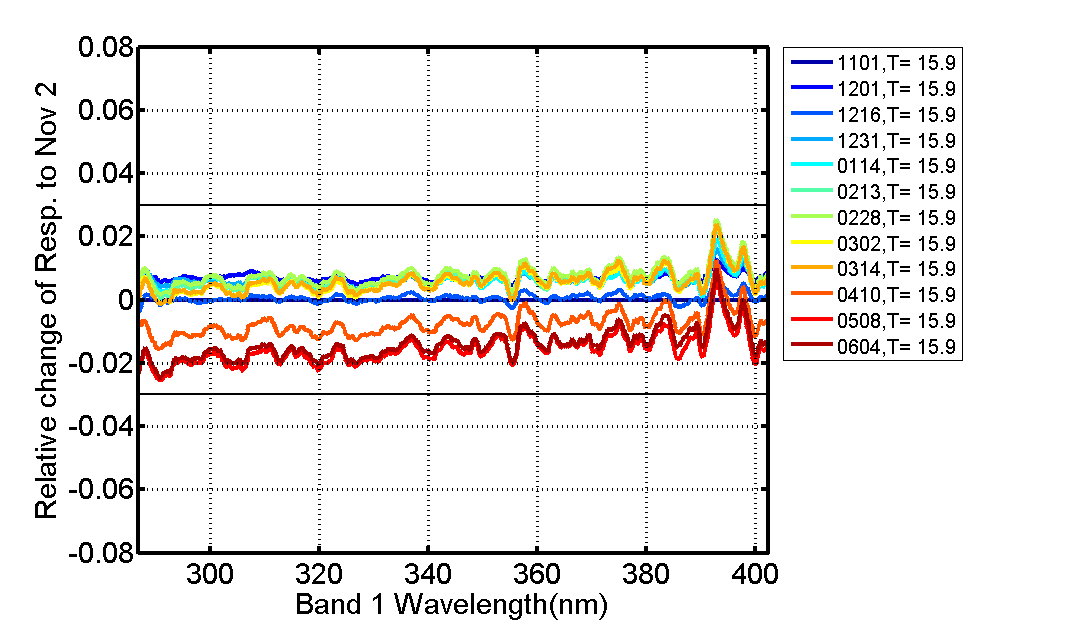 Relative change of Resp. to Nov 2
0.08
0.06
0.04
0.02
0
-0.02
-0.04
-0.06
-0.08
300 320 340 360 380 400
Band 1 Wavelength(nm)
1101,T= 15.9
1201,T= 15.9
1216,T= 15.9
1231,T= 15.9
0114,T= 15.9
0213,T= 15.9
0228,T= 15.9
0302,T= 15.9
0314,T= 15.9
0410,T= 15.9
0508,T= 15.9
0604,T= 15.9